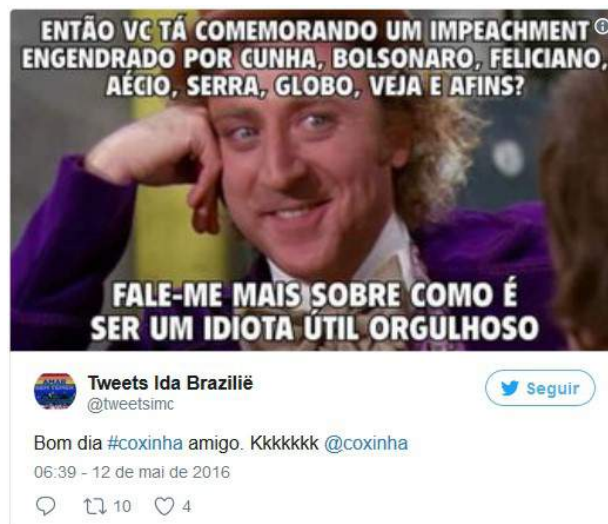 ENTÃO VC TÁ COMEMORANDO UM IMPEACHMENT
ENGENDRADO POR CUNHA, BOLSONARO, FELICIANO,
AÉCIO, SERRA, GLOBO, VEJA E AFINS?
FALE-ME MAIS SOBRE COMO É
SER UM IDIOTA ÚTIL ORGULHOSO
Tweets Ida Brazilië
@tweetsimc
Seguir
Bom dia #coxinha amigo. Kkkkkkk @coxinha
06:39 - 12 de mai de 2016
10 4